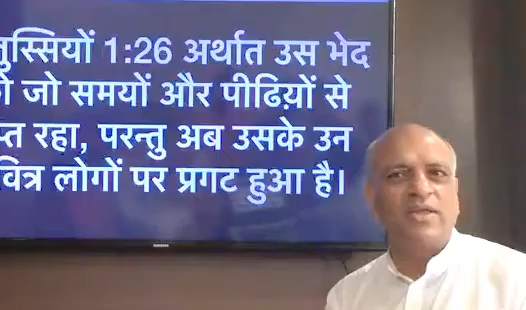 1:26 अर्थात उस भेद
जो समयों और पीढिय़ों से
रहा, परन्तु अब उसके उन
लोगों पर प्रगट हुआ है।